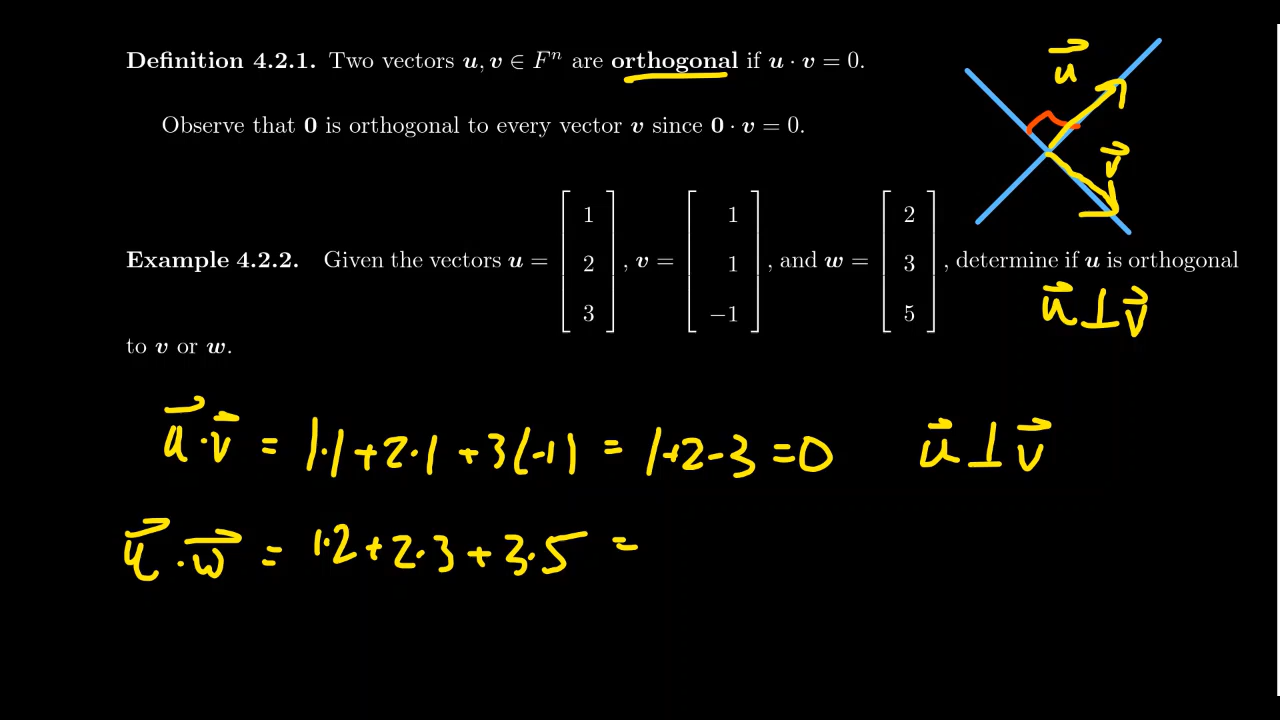 Definition 4.2.1. Two vectors u, v ∈ Fⁿ are orthogonal if u · v = 0.
u⃗
Observe that 0 is orthogonal to every vector v since 0 · v = 0.
v⃗
Example 4.2.2. Given the vectors u = [1 2 3], v = [1 1 −1], and w = [2 3 5], determine if u is orthogonal
u⃗ ⊥ v⃗
to v or w.
u⃗ · v⃗ = 1·1 + 2·1 + 3(-1) = 1+2-3 = 0 u⃗ ⊥ v⃗
u⃗ · w⃗ = 1·2 + 2·3 + 3·5 =